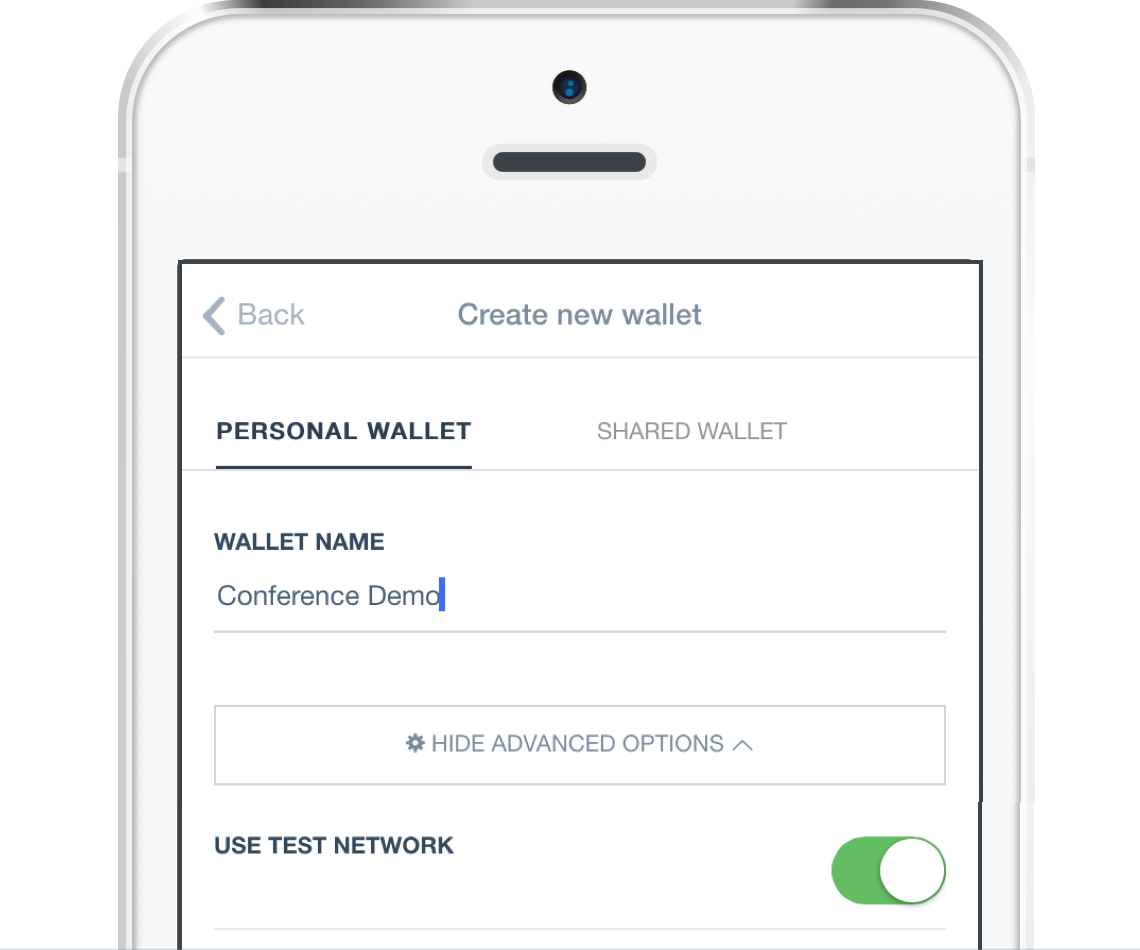 Back
Create new wallet
PERSONAL WALLET
SHARED WALLET
WALLET NAME
Conference Demo
HIDE ADVANCED OPTIONS
USE TEST NETWORK